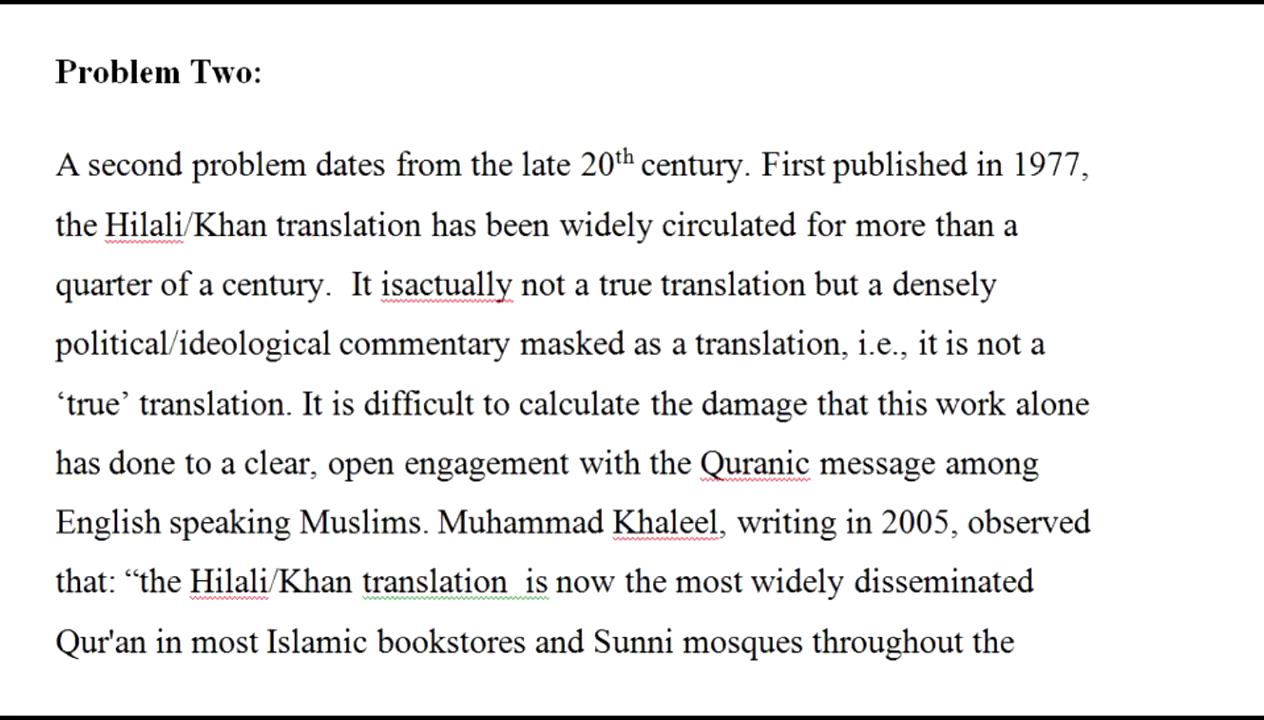 Problem Two:
A second problem dates from the late 20th century. First published in 1977,
the Hilali/Khan translation has been widely circulated for more than a
quarter of a century.  It isactually not a true translation but a densely
political/ideological commentary masked as a translation, i.e., it is not a
‘true’ translation. It is difficult to calculate the damage that this work alone
has done to a clear, open engagement with the Quranic message among
English speaking Muslims. Muhammad Khaleel, writing in 2005, observed
that: “the Hilali/Khan translation  is now the most widely disseminated
Qur'an in most Islamic bookstores and Sunni mosques throughout the